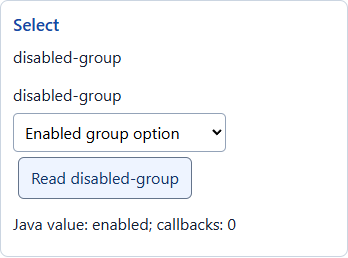 Select
disabled-group
disabled-group
Enabled group option
Read disabled-group
Java value: enabled; callbacks: 0